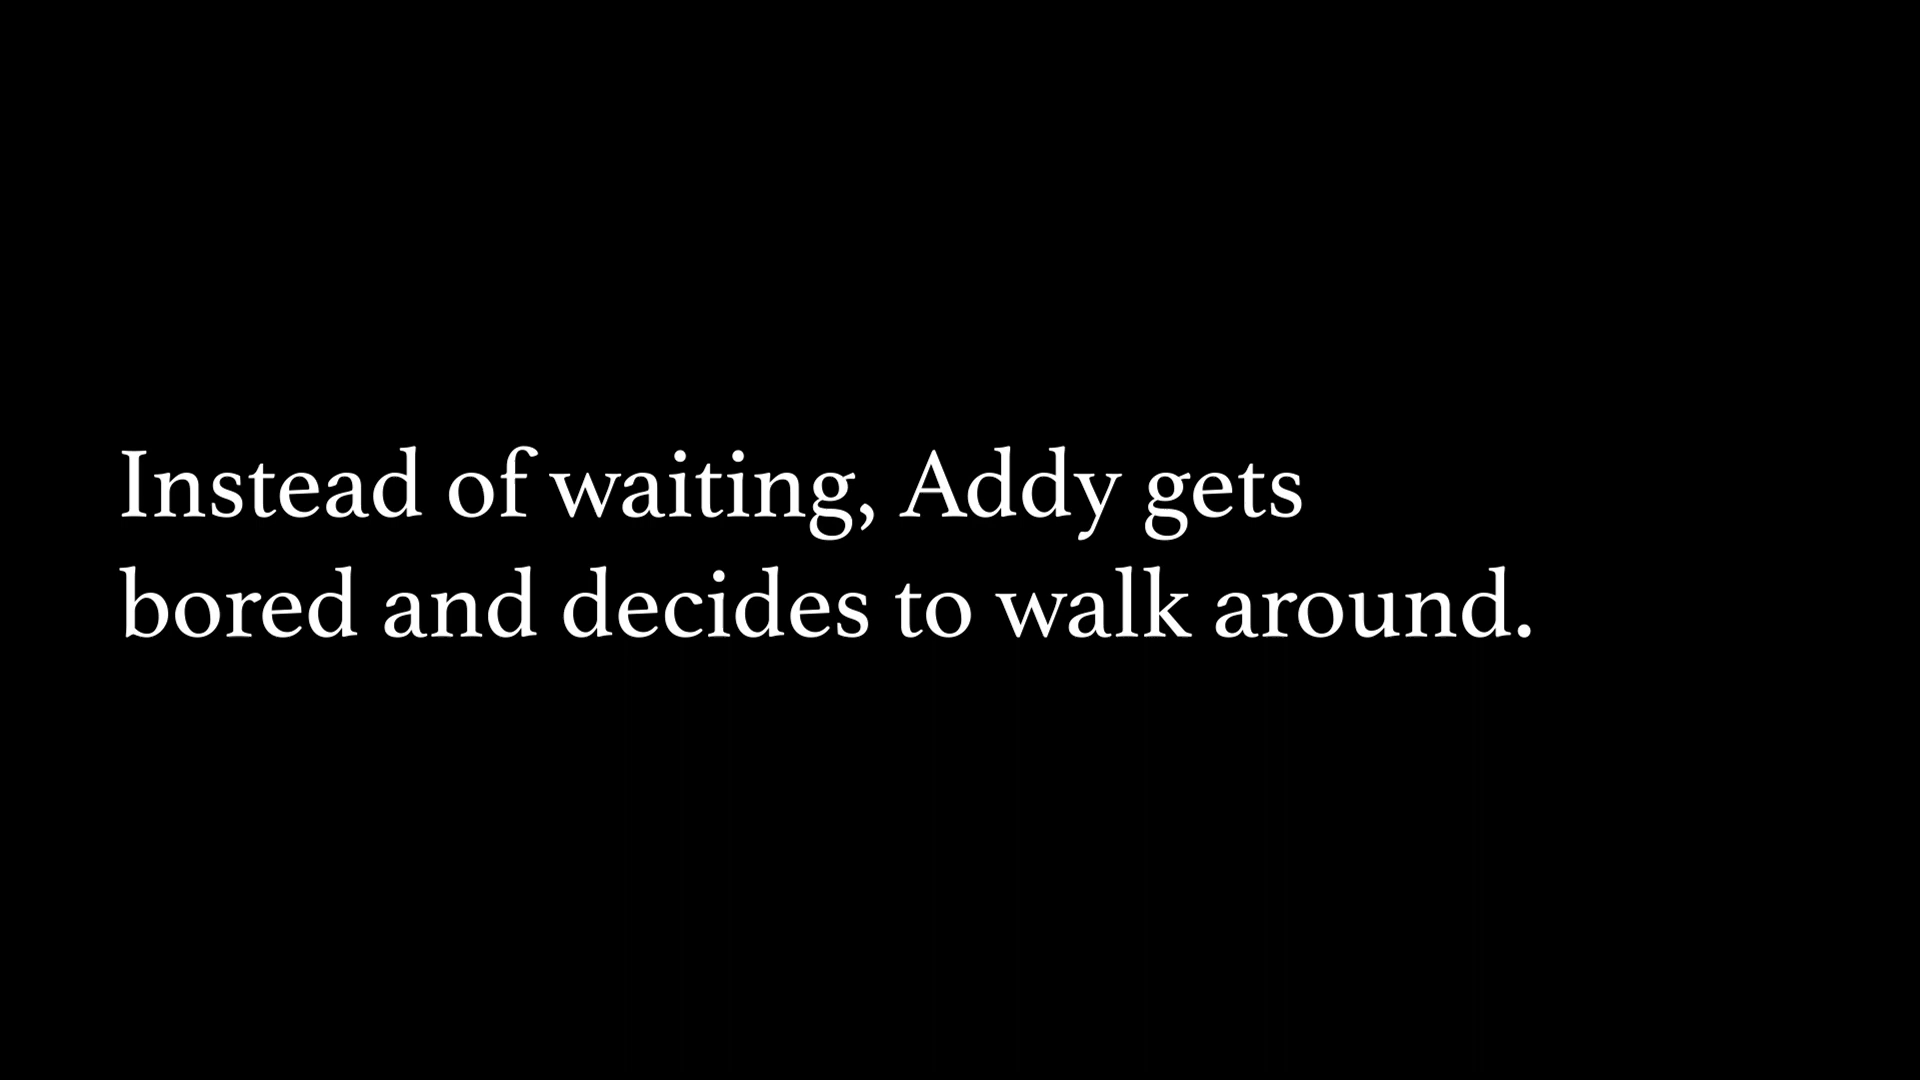 Instead of waiting, Addy gets
bored and decides to walk around.